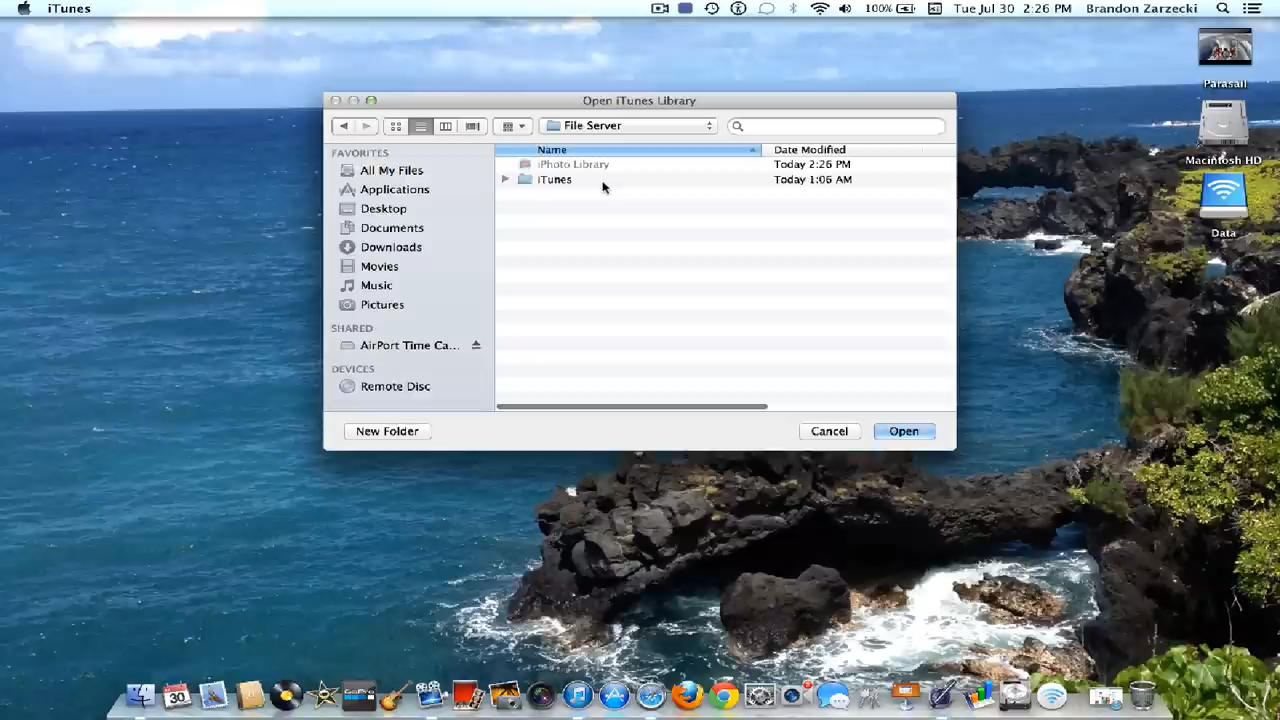 iTunes
100%
Tue Jul 30 2:26 PM
Brandon Zarzecki
Open iTunes Library
File Server
FAVORITES
All My Files
Applications
Desktop
Documents
Downloads
Movies
Music
Pictures
SHARED
AirPort Time Ca...
DEVICES
Remote Disc
Name
Date Modified
iPhoto Library
Today 2:26 PM
iTunes
Today 1:06 AM
New Folder
Cancel
Open
Parasail
Macintosh HD
Data
30
GoPro